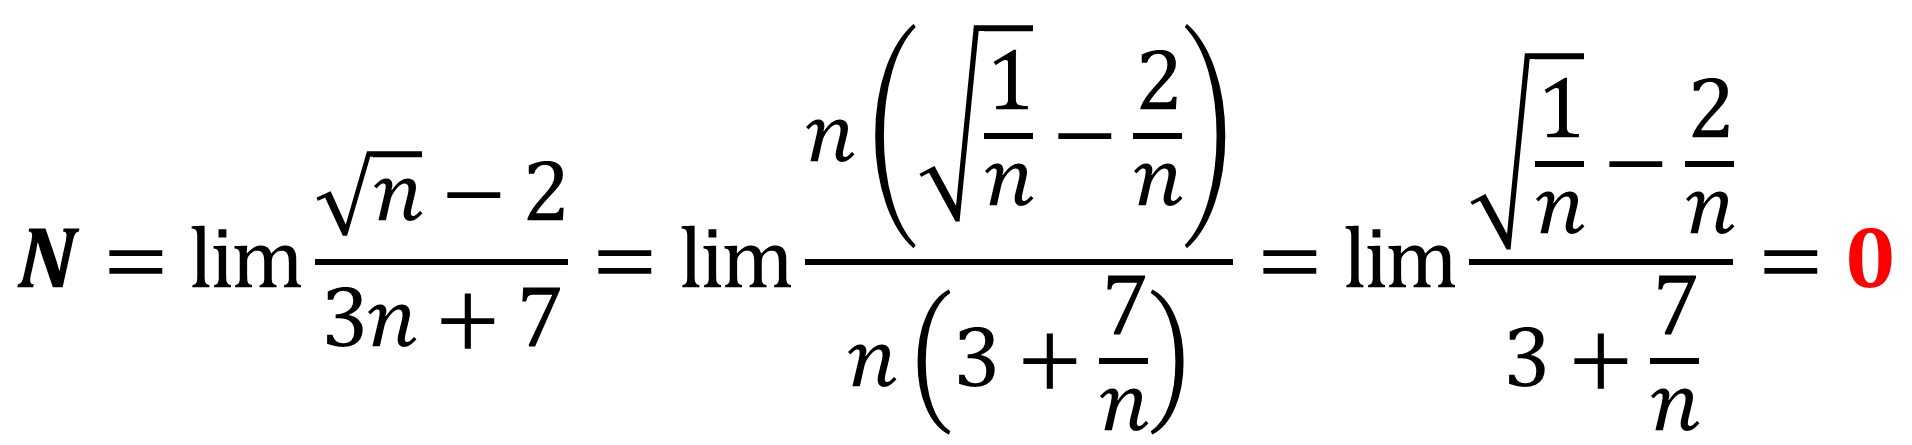 N = lim (√n − 2)/(3n + 7) = lim (n(√(1/n) − 2/n))/(n(3 + 7/n)) = lim (√(1/n) − 2/n)/(3 + 7/n) = 0